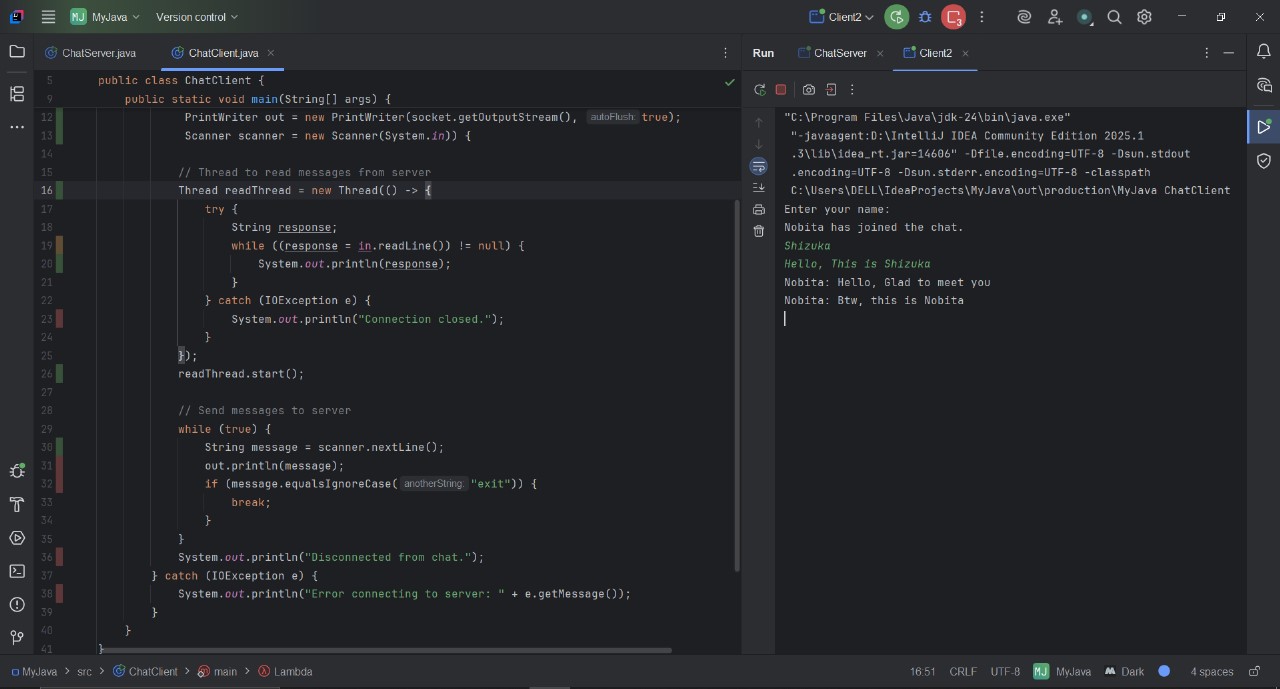 MJ MyJava Version control Client2 3
ChatServer.java ChatClient.java
5 public class ChatClient {
9 public static void main(String[] args) {
12 PrintWriter out = new PrintWriter(socket.getOutputStream(), autoFlush: true);
13 Scanner scanner = new Scanner(System.in)) {
14
15 // Thread to read messages from server
16 Thread readThread = new Thread(() -> {
17 try {
18 String response;
19 while ((response = in.readLine()) != null) {
20 System.out.println(response);
21 }
22 } catch (IOException e) {
23 System.out.println("Connection closed.");
24 }
25 });
26 readThread.start();
27
28 // Send messages to server
29 while (true) {
30 String message = scanner.nextLine();
31 out.println(message);
32 if (message.equalsIgnoreCase( anotherString: "exit")) {
33 break;
34 }
35 }
36 System.out.println("Disconnected from chat.");
37 } catch (IOException e) {
38 System.out.println("Error connecting to server: " + e.getMessage());
39 }
40 }
41 }
Run ChatServer Client2
"C:\Program Files\Java\jdk-24\bin\java.exe"
"-javaagent:D:\IntelliJ IDEA Community Edition 2025.1
.3\lib\idea_rt.jar=14606" -Dfile.encoding=UTF-8 -Dsun.stdout
.encoding=UTF-8 -Dsun.stderr.encoding=UTF-8 -classpath
C:\Users\DELL\IdeaProjects\MyJava\out\production\MyJava ChatClient
Enter your name:
Nobita has joined the chat.
Shizuka
Hello, This is Shizuka
Nobita: Hello, Glad to meet you
Nobita: Btw, this is Nobita
MyJava > src > ChatClient > main > Lambda 16:51 CRLF UTF-8 MJ MyJava Dark 4 spaces